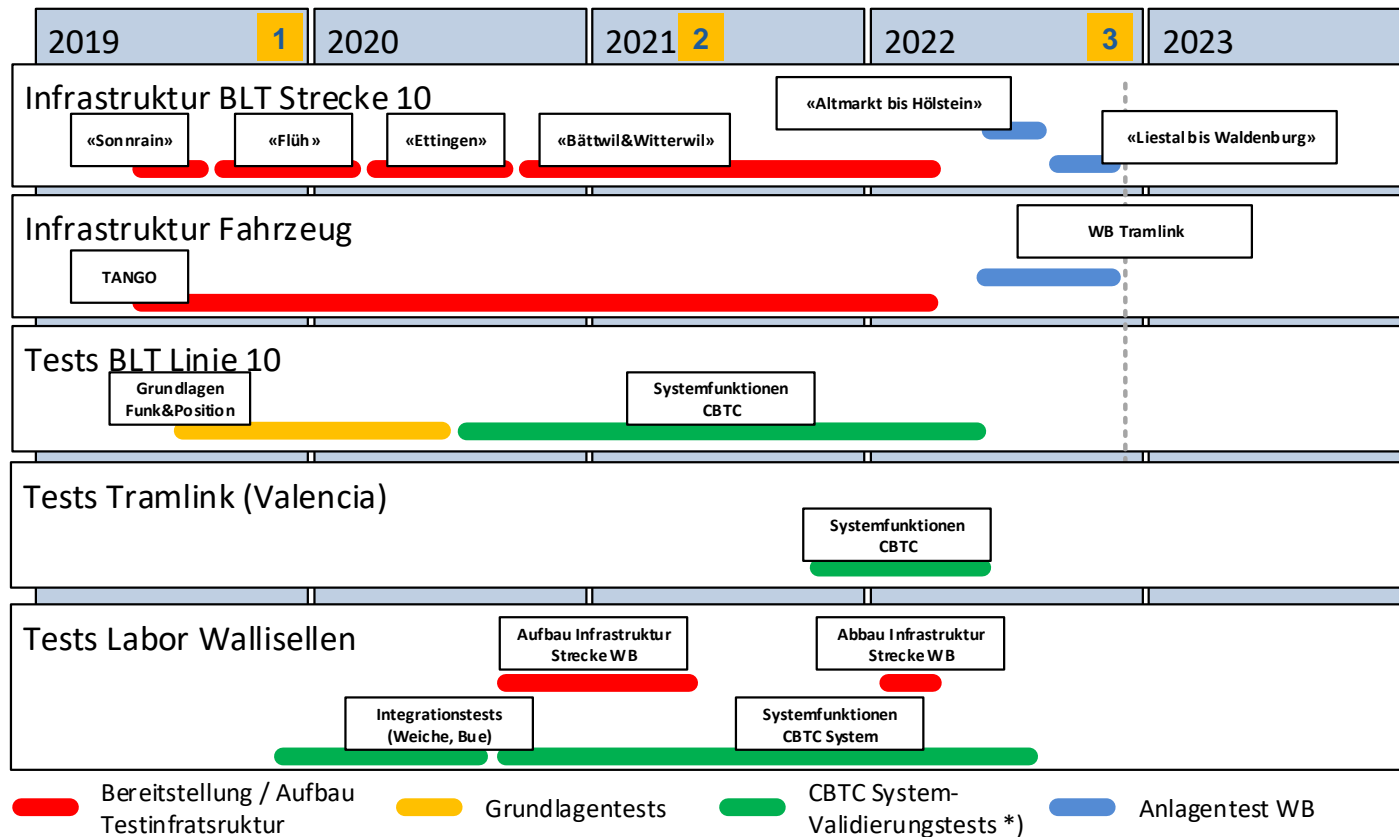 2019 1 2020 2021 2 2022 3 2023
Infrastruktur BLT Strecke 10
«Altmarkt bis Hölstein»
«Sonnrain» «Flüh» «Ettingen» «Bättwil&Witterwil» «Liestal bis Waldenburg»
Infrastruktur Fahrzeug
WB Tramlink
TANGO
Tests BLT Linie 10
Grundlagen
Funk&Position
Systemfunktionen
CBTC
Tests Tramlink (Valencia)
Systemfunktionen
CBTC
Tests Labor Wallisellen
Aufbau Infrastruktur
Strecke WB
Abbau Infrastruktur
Strecke WB
Integrationstests
(Weiche, Bue)
Systemfunktionen
CBTC System
Bereitstellung / Aufbau
Testinfratsruktur
Grundlagentests
CBTC System-
Validierungstests *)
Anlagentest WB